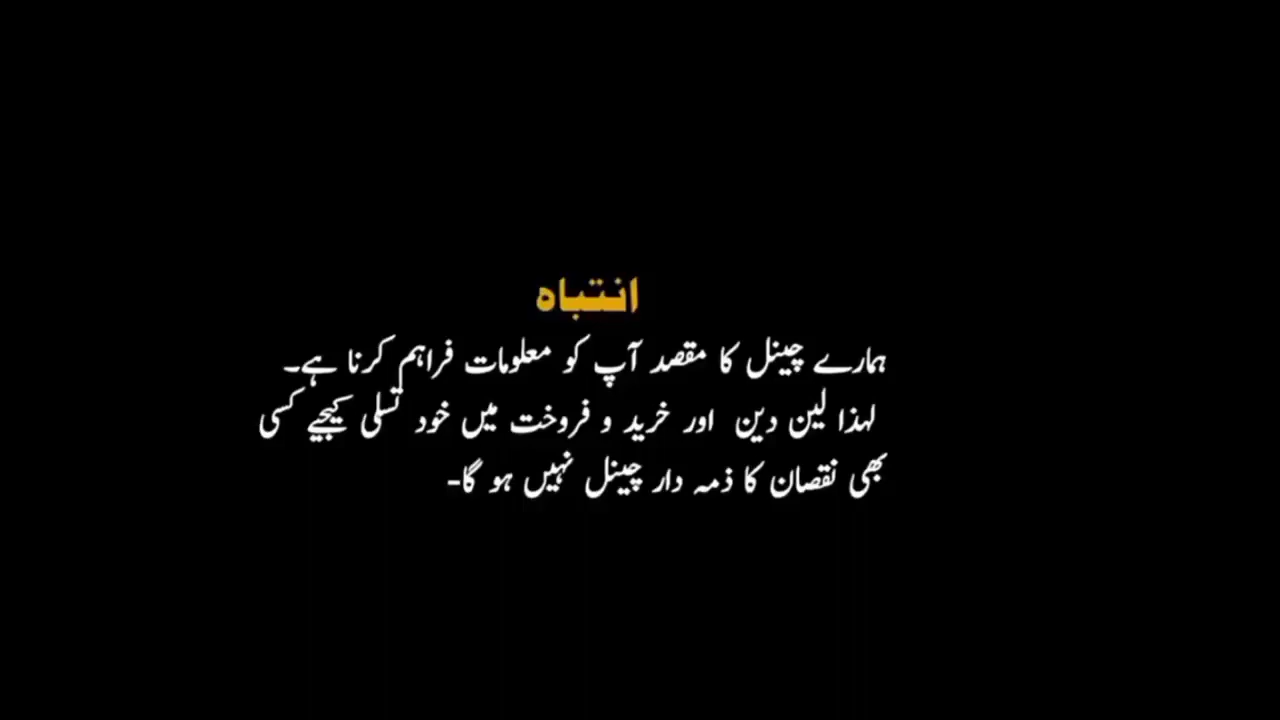 انتباہ
ہمارے چینل کا مقصد آپ کو معلومات فراہم کرنا ہے۔
لہذا لین دین اور خرید و فروخت میں خود تسلی کیجیے کسی
بھی نقصان کا ذمہ دار چینل نہیں ہو گا-